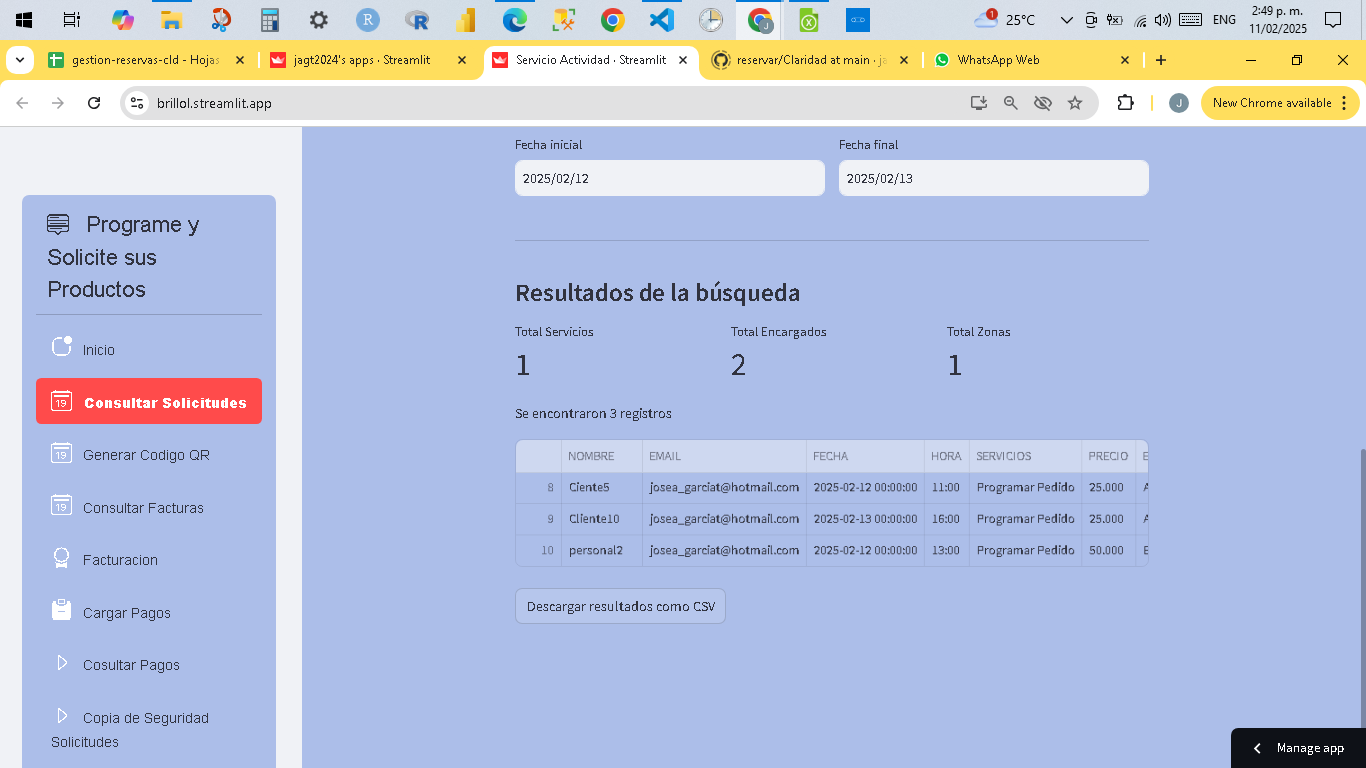 25°C
ENG
2:49 p. m.
11/02/2025
gestion-reservas-cld - Hojas
jagt2024's apps · Streamlit
Servicio Actividad · Streamlit
reservar/Claridad at main · ja
WhatsApp Web
brillol.streamlit.app
J
New Chrome available
Programe y
Solicite sus
Productos
Inicio
Consultar Solicitudes
Generar Codigo QR
Consultar Facturas
Facturacion
Cargar Pagos
Cosultar Pagos
Copia de Seguridad
Solicitudes
Fecha inicial Fecha final
2025/02/12 2025/02/13
Resultados de la búsqueda
Total Servicios Total Encargados Total Zonas
1 2 1
Se encontraron 3 registros
NOMBRE EMAIL FECHA HORA SERVICIOS PRECIO E
8 Ciente5 josea_garciat@hotmail.com 2025-02-12 00:00:00 11:00 Programar Pedido 25.000 A
9 Cliente10 josea_garciat@hotmail.com 2025-02-13 00:00:00 16:00 Programar Pedido 25.000 A
10 personal2 josea_garciat@hotmail.com 2025-02-12 00:00:00 13:00 Programar Pedido 50.000 E
Descargar resultados como CSV
Manage app